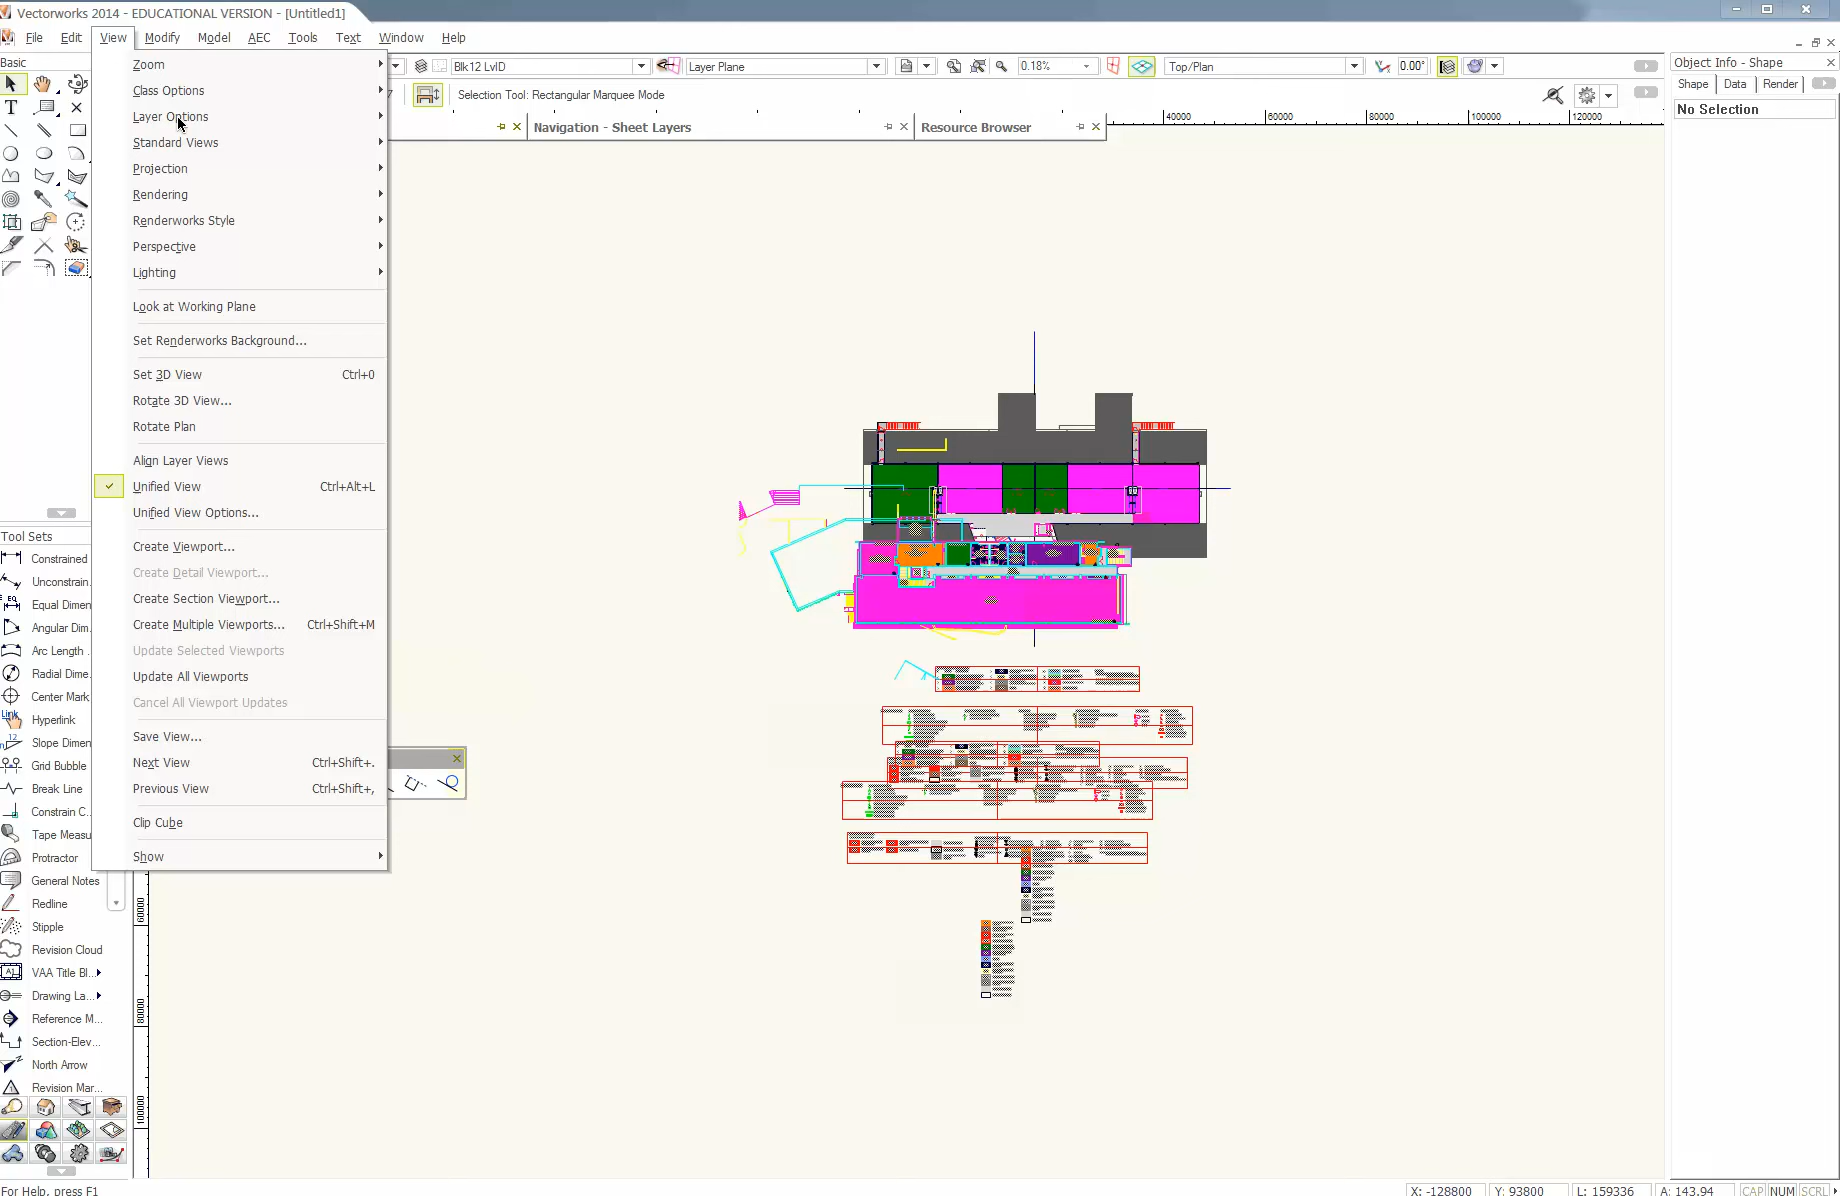 Vectorworks 2014 - EDUCATIONAL VERSION - [Untitled1]
File Edit View Modify Model AEC Tools Text Window Help
Basic
Zoom
Class Options
Layer Options
Standard Views
Projection
Rendering
Renderworks Style
Perspective
Lighting
Look at Working Plane
Set Renderworks Background...
Set 3D View Ctrl+0
Rotate 3D View...
Rotate Plan
Align Layer Views
Unified View Ctrl+Alt+L
Unified View Options...
Create Viewport...
Create Detail Viewport...
Create Section Viewport...
Create Multiple Viewports... Ctrl+Shift+M
Update Selected Viewports
Update All Viewports
Cancel All Viewport Updates
Save View...
Next View Ctrl+Shift+.
Previous View Ctrl+Shift+,
Clip Cube
Show
Blk12 LvlD
Layer Plane
0.18%
Top/Plan
0.00°
Selection Tool: Rectangular Marquee Mode
Navigation - Sheet Layers
Resource Browser
40000 60000 80000 100000 120000
Object Info - Shape
Shape Data Render
No Selection
Tool Sets
Constrained
Unconstrain.
Equal Dimen
Angular Dim.
Arc Length
Radial Dime.
Center Mark
Hyperlink
Slope Dimen
Grid Bubble
Break Line
Constrain C..
Tape Measu
Protractor
General Notes
Redline
Stipple
Revision Cloud
VAA Title Bl...
Drawing La...
Reference M...
Section-Elev...
North Arrow
Revision Mar...
60000
80000
100000
For Help, press F1
X: -128800 Y: 93800 L: 159336 A: 143.94 CAP NUM SCRL